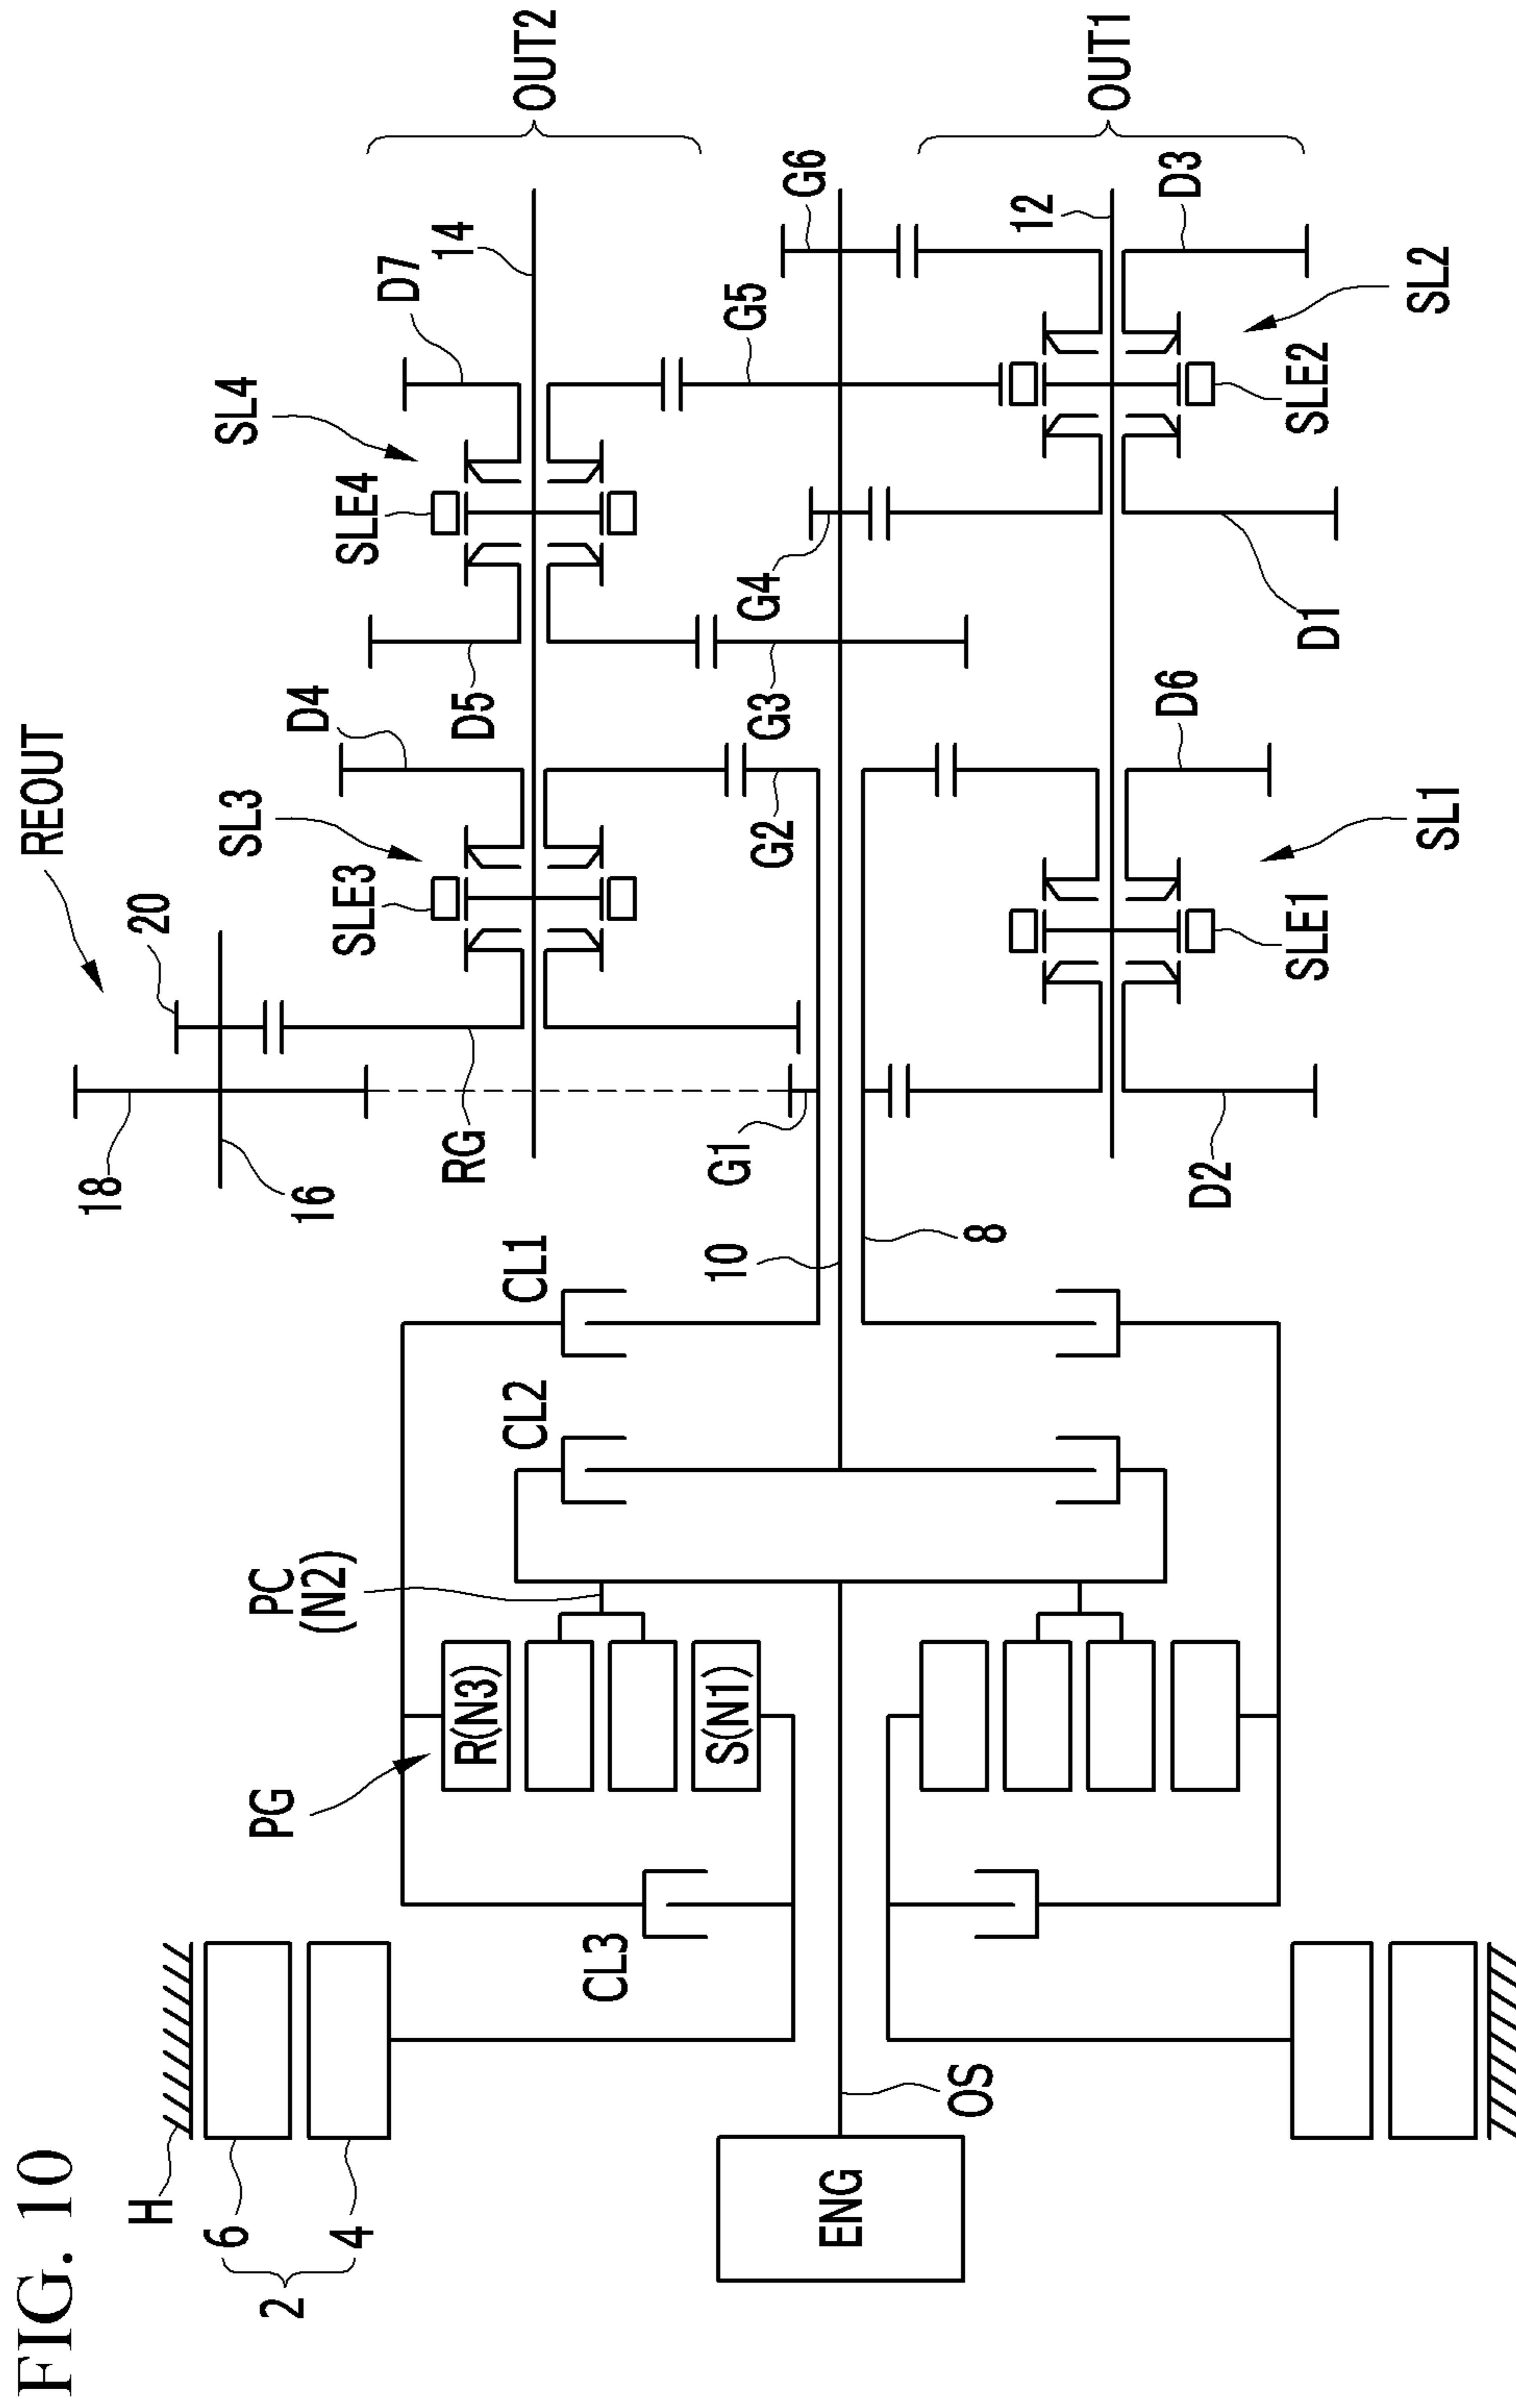 FIG. 10
REOUT
18
20
16
RG
SL3
SLE3
D4
D5
SL4
SLE4
D7
14
OUT2
H
6
4
2
PG
R(N3)
S(N1)
PC
(N2)
CL3
CL2
CL1
10
8
G1
G2
G3
G4
G5
G6
ENG
OS
12
OUT1
D2
SLE1
SL1
D6
D1
SLE2
SL2
D3